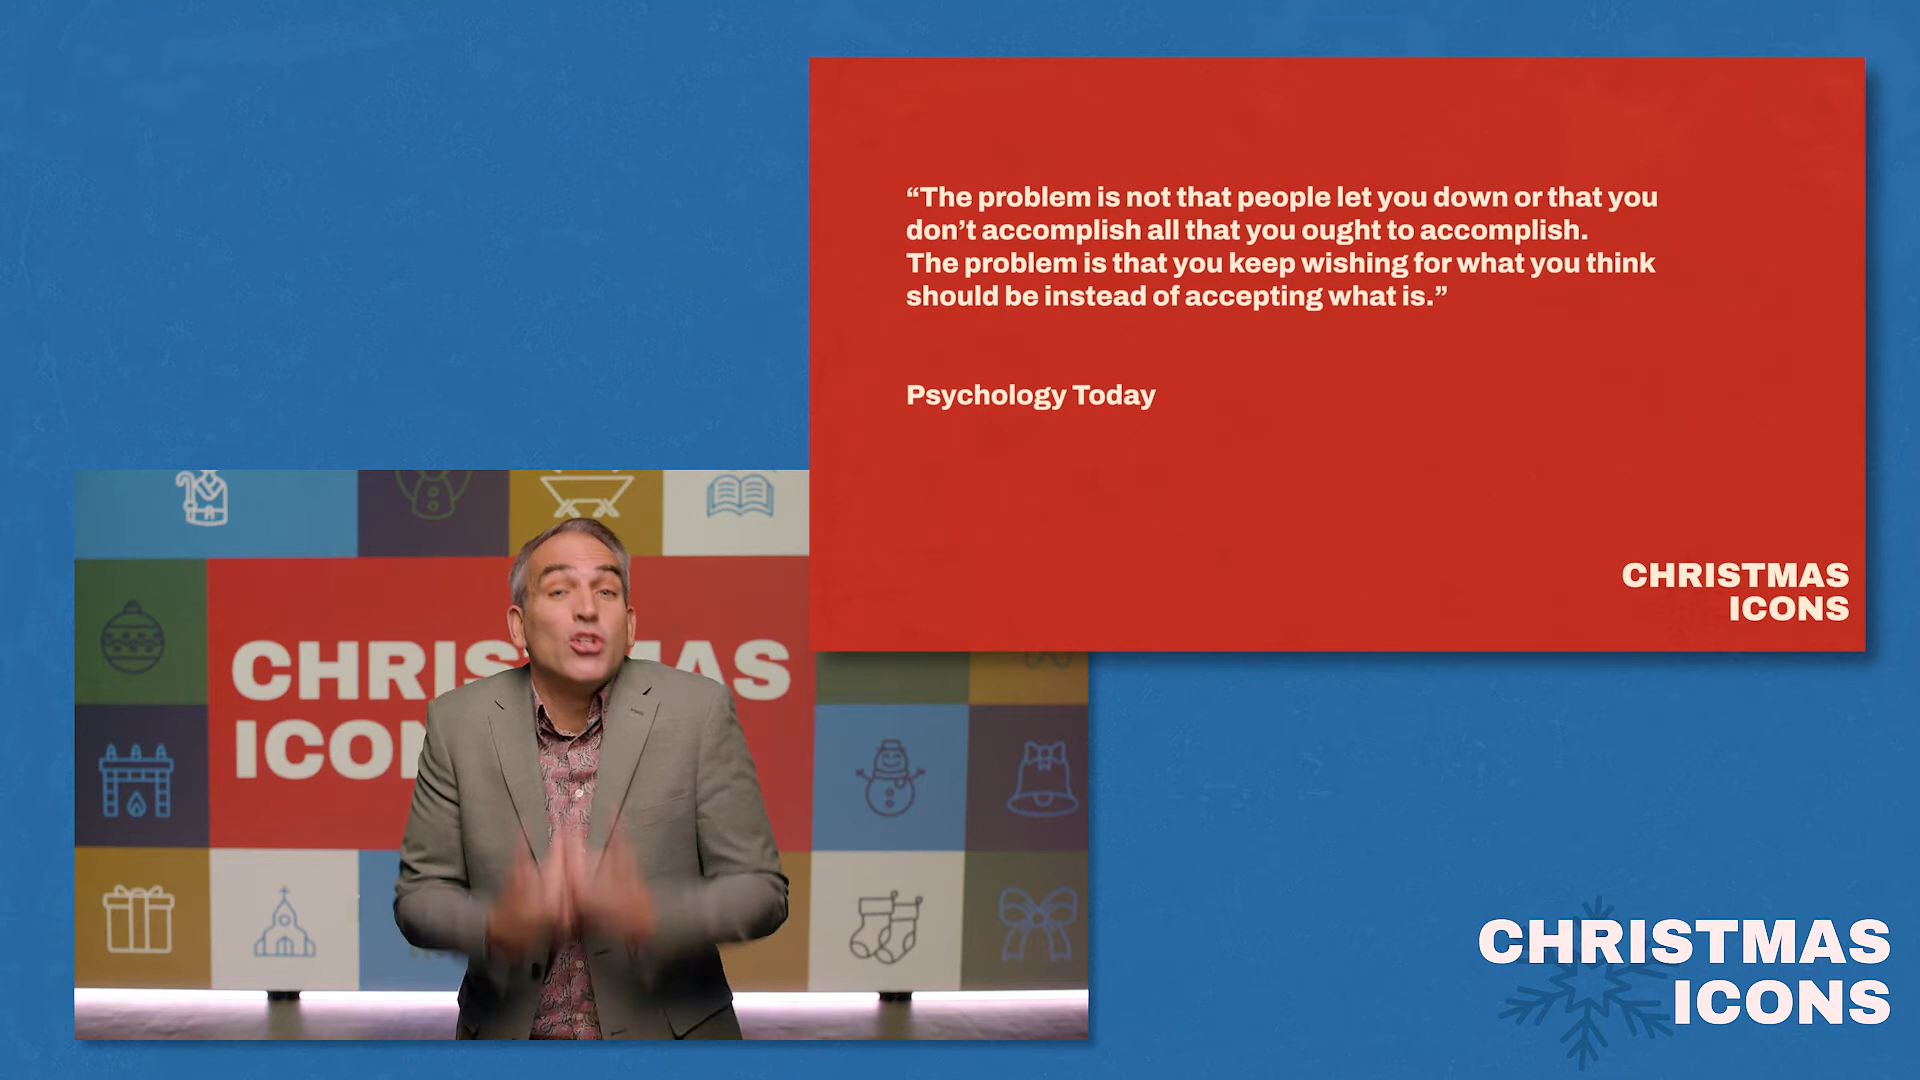 “The problem is not that people let you down or that you
don’t accomplish all that you ought to accomplish.
The problem is that you keep wishing for what you think
should be instead of accepting what is.”
Psychology Today
CHRISTMAS
ICONS
CHRISTMAS
ICON
CHRISTMAS
ICONS